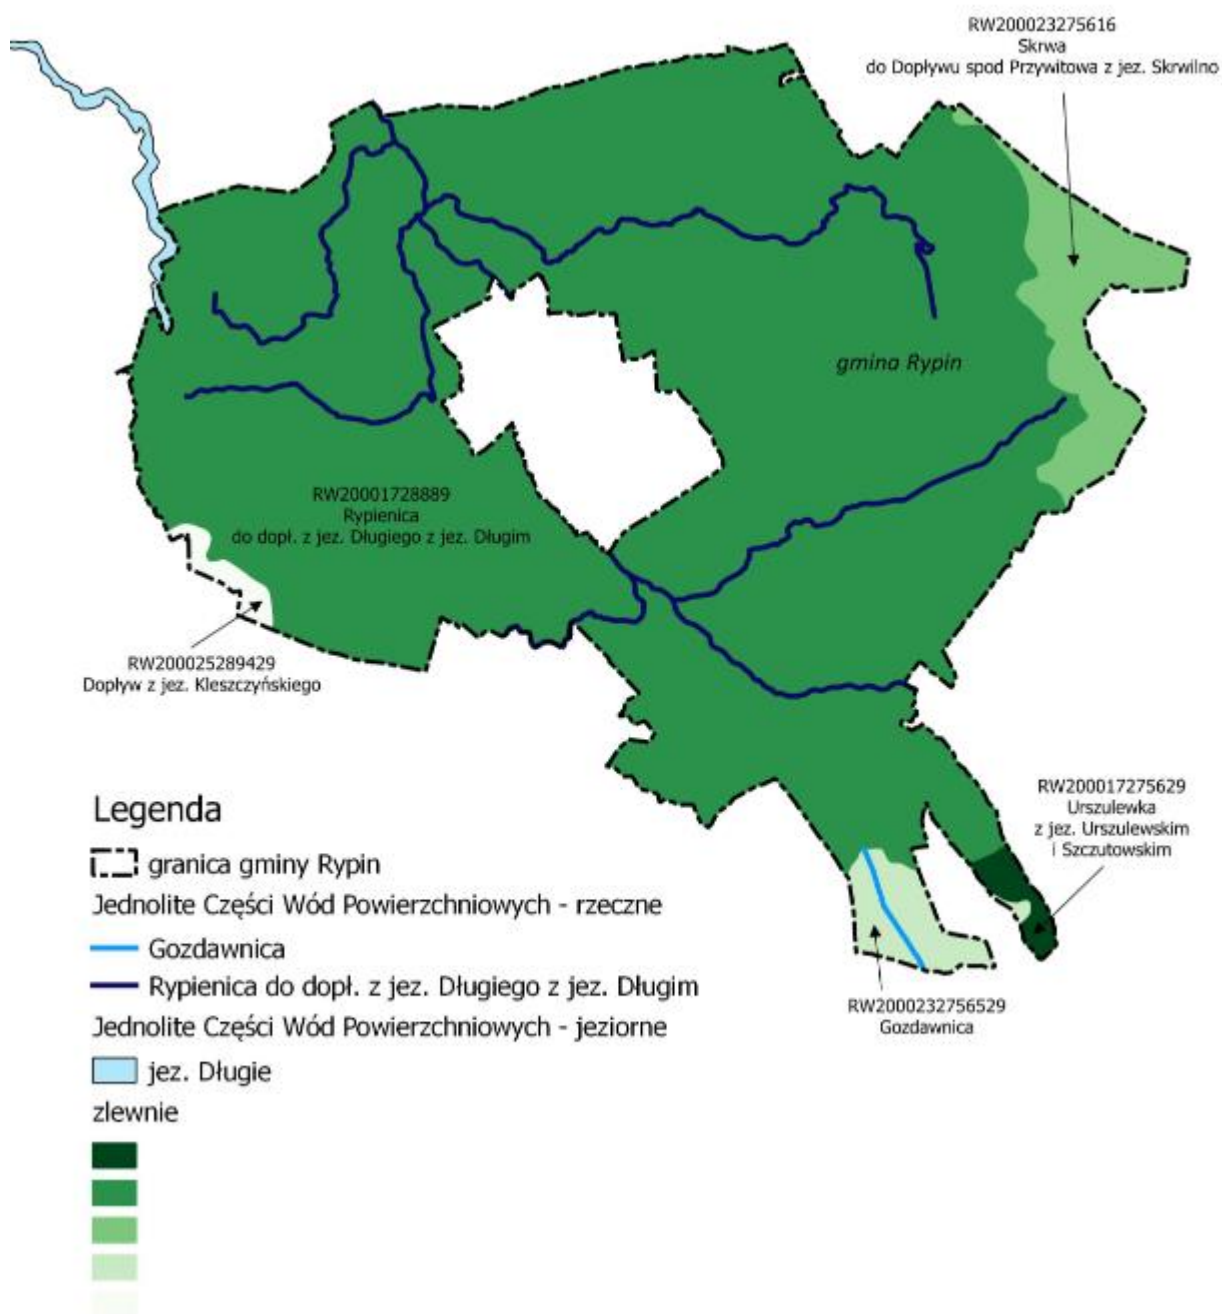 RW200023275616
Skrwa
do Dopływu spod Przywitowa z jez. Skrwilno
gmina Rypin
RW20001728889
Rypienica
do dopł. z jez. Długiego z jez. Długim
RW200025289429
Dopływ z jez. Kleszczyńskiego
RW200017275629
Urszulewka
z jez. Urszulewskim
i Szczutowskim
RW2000232756529
Gozdawnica
Legenda
granica gminy Rypin
Jednolite Części Wód Powierzchniowych - rzeczne
Gozdawnica
Rypienica do dopł. z jez. Długiego z jez. Długim
Jednolite Części Wód Powierzchniowych - jeziorne
jez. Długie
zlewnie